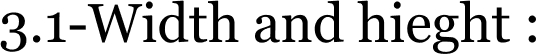 3.1-Width and hieght :